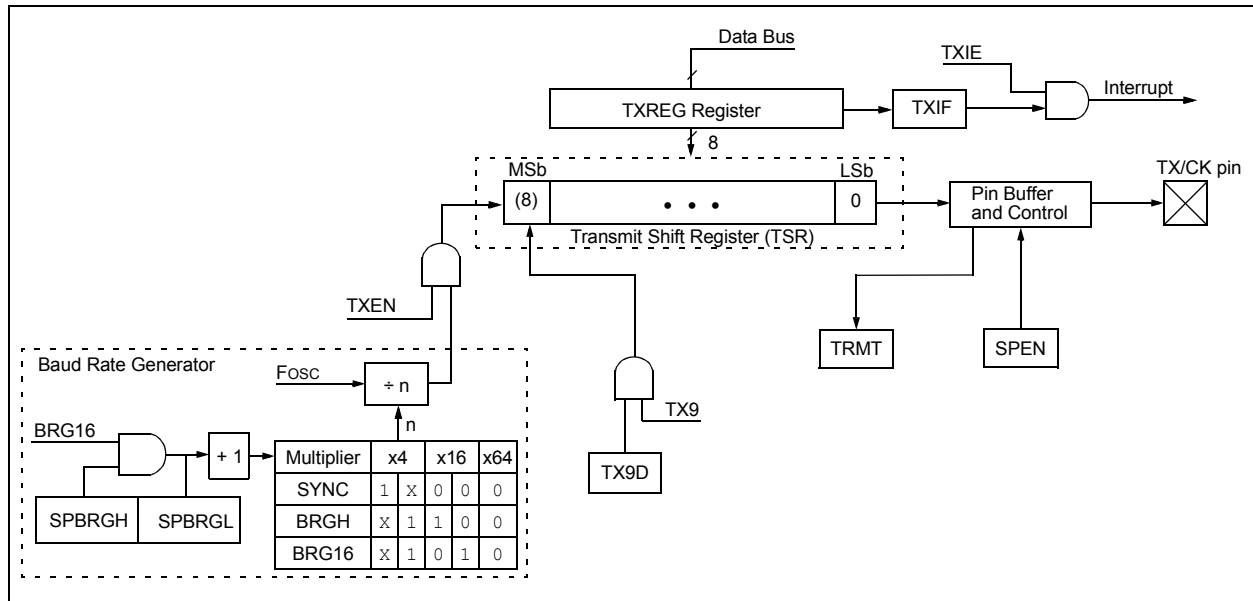 Data Bus
TXIE
Interrupt
TXREG Register
TXIF
8
MSb
LSb
TX/CK pin
(8)
• • •
0
Pin Buffer
and Control
Transmit Shift Register (TSR)
TXEN
TRMT
SPEN
Baud Rate Generator
FOSC
÷ n
TX9
n
BRG16
+ 1
Multiplier x4 x16 x64
TX9D
SYNC 1 X 0 0 0
SPBRGH SPBRGL
BRGH X 1 1 0 0
BRG16 X 1 0 1 0